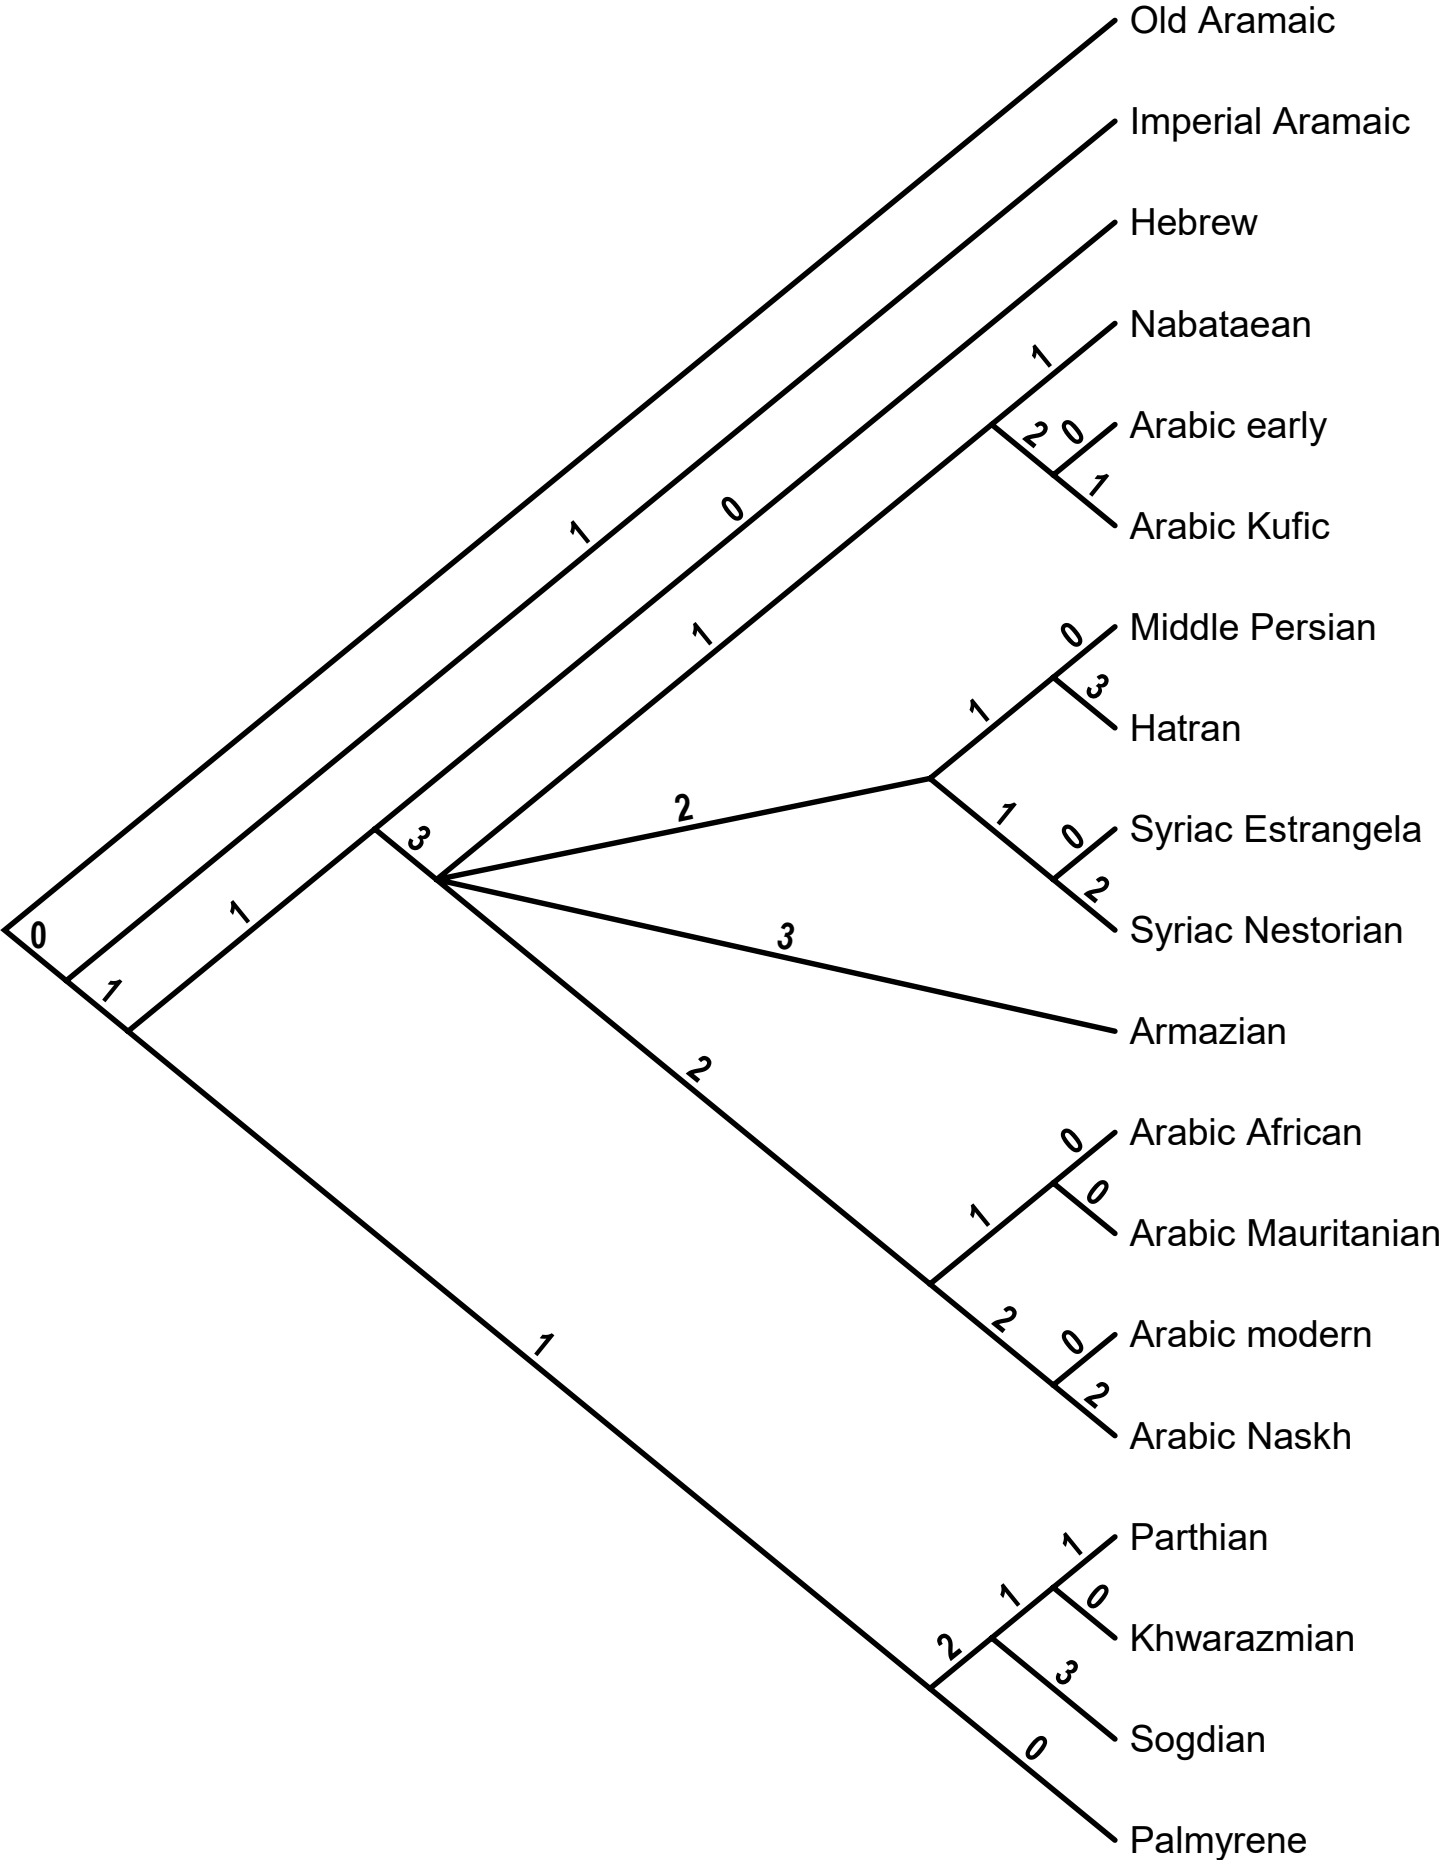 Old Aramaic
Imperial Aramaic
Hebrew
Nabataean
1
Arabic early
2 0
1
Arabic Kufic
0
1
Middle Persian
0
1
3
Hatran
1
2
1
Syriac Estrangela
0
3
2
Syriac Nestorian
1
0
3
1
Armazian
2
Arabic African
0
0
1
Arabic Mauritanian
2
Arabic modern
0
1
2
Arabic Naskh
Parthian
1
1
0
Khwarazmian
2
3
Sogdian
0
Palmyrene